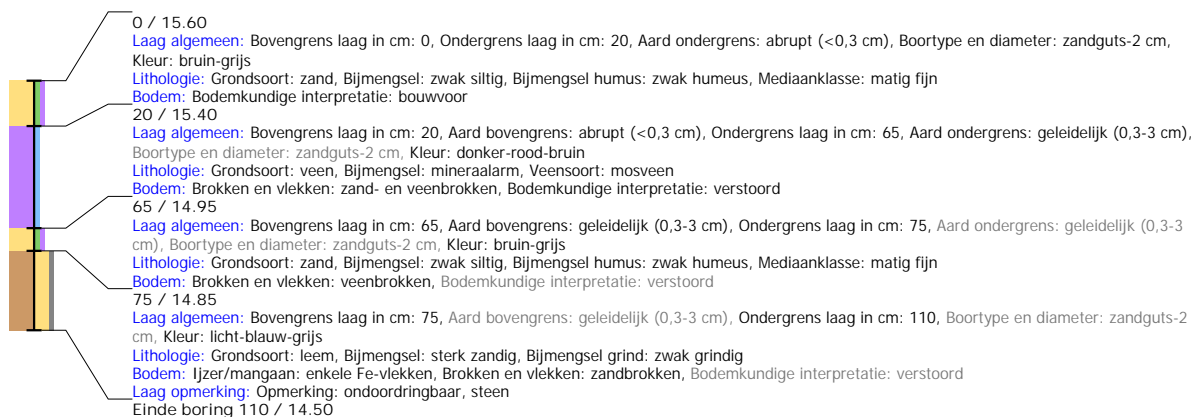 0 / 15.60
Laag algemeen: Bovengrens laag in cm: 0, Ondergrens laag in cm: 20, Aard ondergrens: abrupt (<0,3 cm), Boortype en diameter: zandguts-2 cm,
Kleur: bruin-grijs
Lithologie: Grondsoort: zand, Bijmengsel: zwak siltig, Bijmengsel humus: zwak humeus, Mediaanklasse: matig fijn
Bodem: Bodemkundige interpretatie: bouwvoor
20 / 15.40
Laag algemeen: Bovengrens laag in cm: 20, Aard bovengrens: abrupt (<0,3 cm), Ondergrens laag in cm: 65, Aard ondergrens: geleidelijk (0,3-3 cm),
Boortype en diameter: zandguts-2 cm, Kleur: donker-rood-bruin
Lithologie: Grondsoort: veen, Bijmengsel: mineraalarm, Veensoort: mosveen
Bodem: Brokken en vlekken: zand- en veenbrokken, Bodemkundige interpretatie: verstoord
65 / 14.95
Laag algemeen: Bovengrens laag in cm: 65, Aard bovengrens: geleidelijk (0,3-3 cm), Ondergrens laag in cm: 75, Aard ondergrens: geleidelijk (0,3-3
cm), Boortype en diameter: zandguts-2 cm, Kleur: bruin-grijs
Lithologie: Grondsoort: zand, Bijmengsel: zwak siltig, Bijmengsel humus: zwak humeus, Mediaanklasse: matig fijn
Bodem: Brokken en vlekken: veenbrokken, Bodemkundige interpretatie: verstoord
75 / 14.85
Laag algemeen: Bovengrens laag in cm: 75, Aard bovengrens: geleidelijk (0,3-3 cm), Ondergrens laag in cm: 110, Boortype en diameter: zandguts-2
cm, Kleur: licht-blauw-grijs
Lithologie: Grondsoort: leem, Bijmengsel: sterk zandig, Bijmengsel grind: zwak grindig
Bodem: Ijzer/mangaan: enkele Fe-vlekken, Brokken en vlekken: zandbrokken, Bodemkundige interpretatie: verstoord
Laag opmerking: Opmerking: ondoordringbaar, steen
Einde boring 110 / 14.50